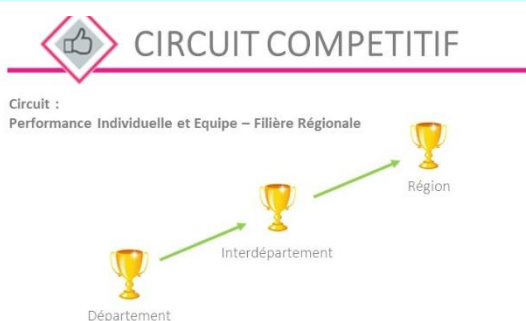 CIRCUIT COMPETITIF
Circuit :
Performance Individuelle et Equipe – Filière Régionale
Région
Interdépartement
Département